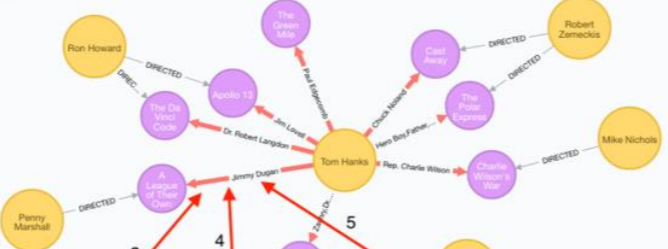 The
Green
Mile
Robert
Zemeckis
Ron Howard
Cast
Away
DIRECTED
DIRECTED
DIREC...
Apollo 13
Paul Edgecomb
Chuck Noland
DIRECTED
The Da
Vinci
Code
Jim Lovell
The
Polar
Express
Dr. Robert Langdon
Hero Boy,Father...
Mike Nichols
Tom Hanks
Rep. Charlie Wilson
DIRECTED
Charlie
Wilson's
War
A
League
of Their
Own
Jimmy Dugan
Penny
Marshall
DIRECTED
4
5